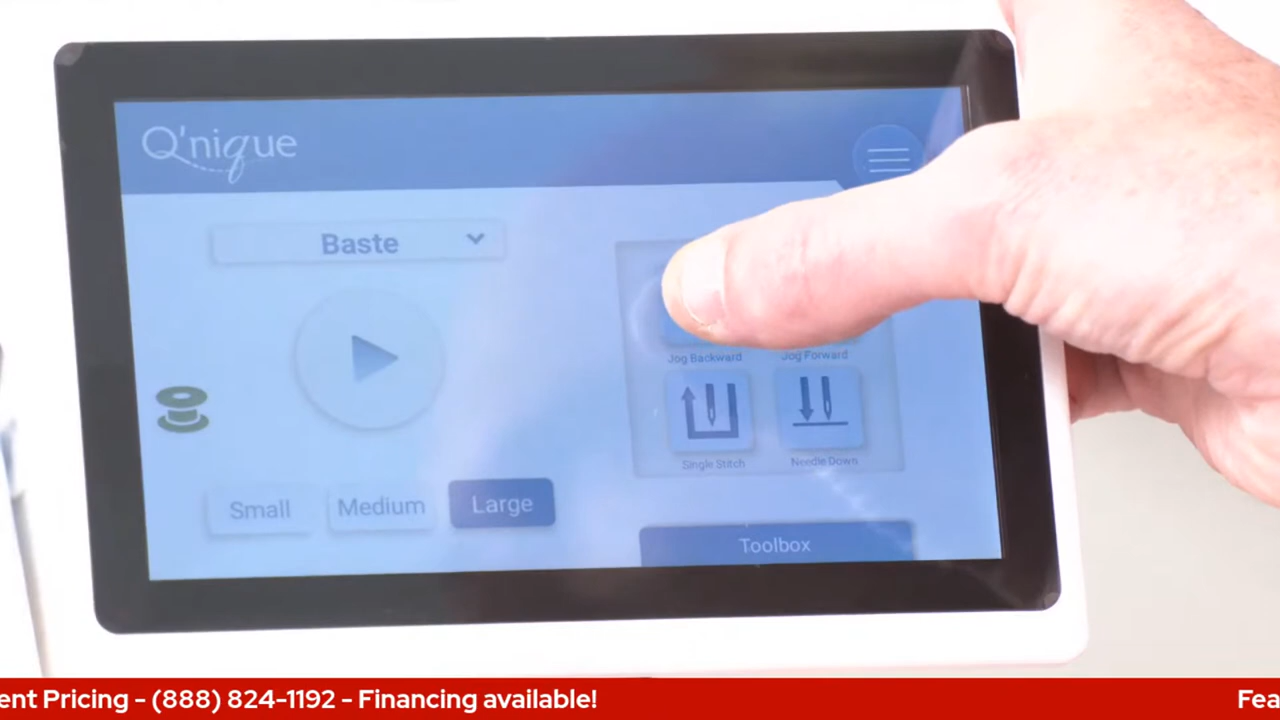 Q'nique
Baste
Jog Backward
Jog Forward
Single Stitch
Needle Down
Small
Medium
Large
Toolbox
ent Pricing - (888) 824-1192 - Financing available!
Fea